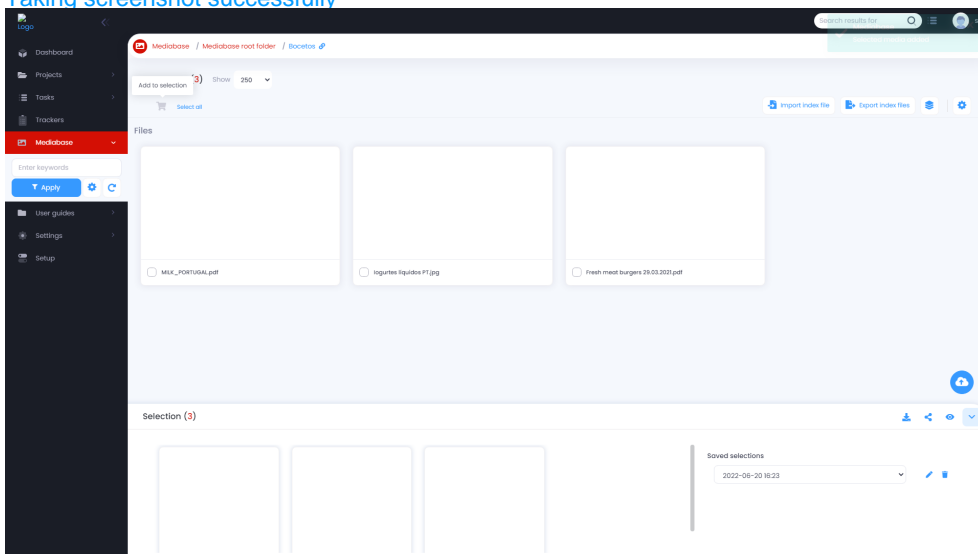 Taking screenshot successfully
Logo
Search results for
Mediabase / Mediabase root folder / Bocetos
Dashboard
Projects
Tasks
Trackers
Mediabase
Enter keywords
Apply
User guides
Settings
Setup
(3) Show 250
Add to selection
Select all
Import index file
Export index files
Files
MILK_PORTUGAL.pdf
Iogurtes liquidos PT.jpg
Fresh meat burgers 29.03.2021.pdf
Selection (3)
Saved selections
2022-06-20 16:23